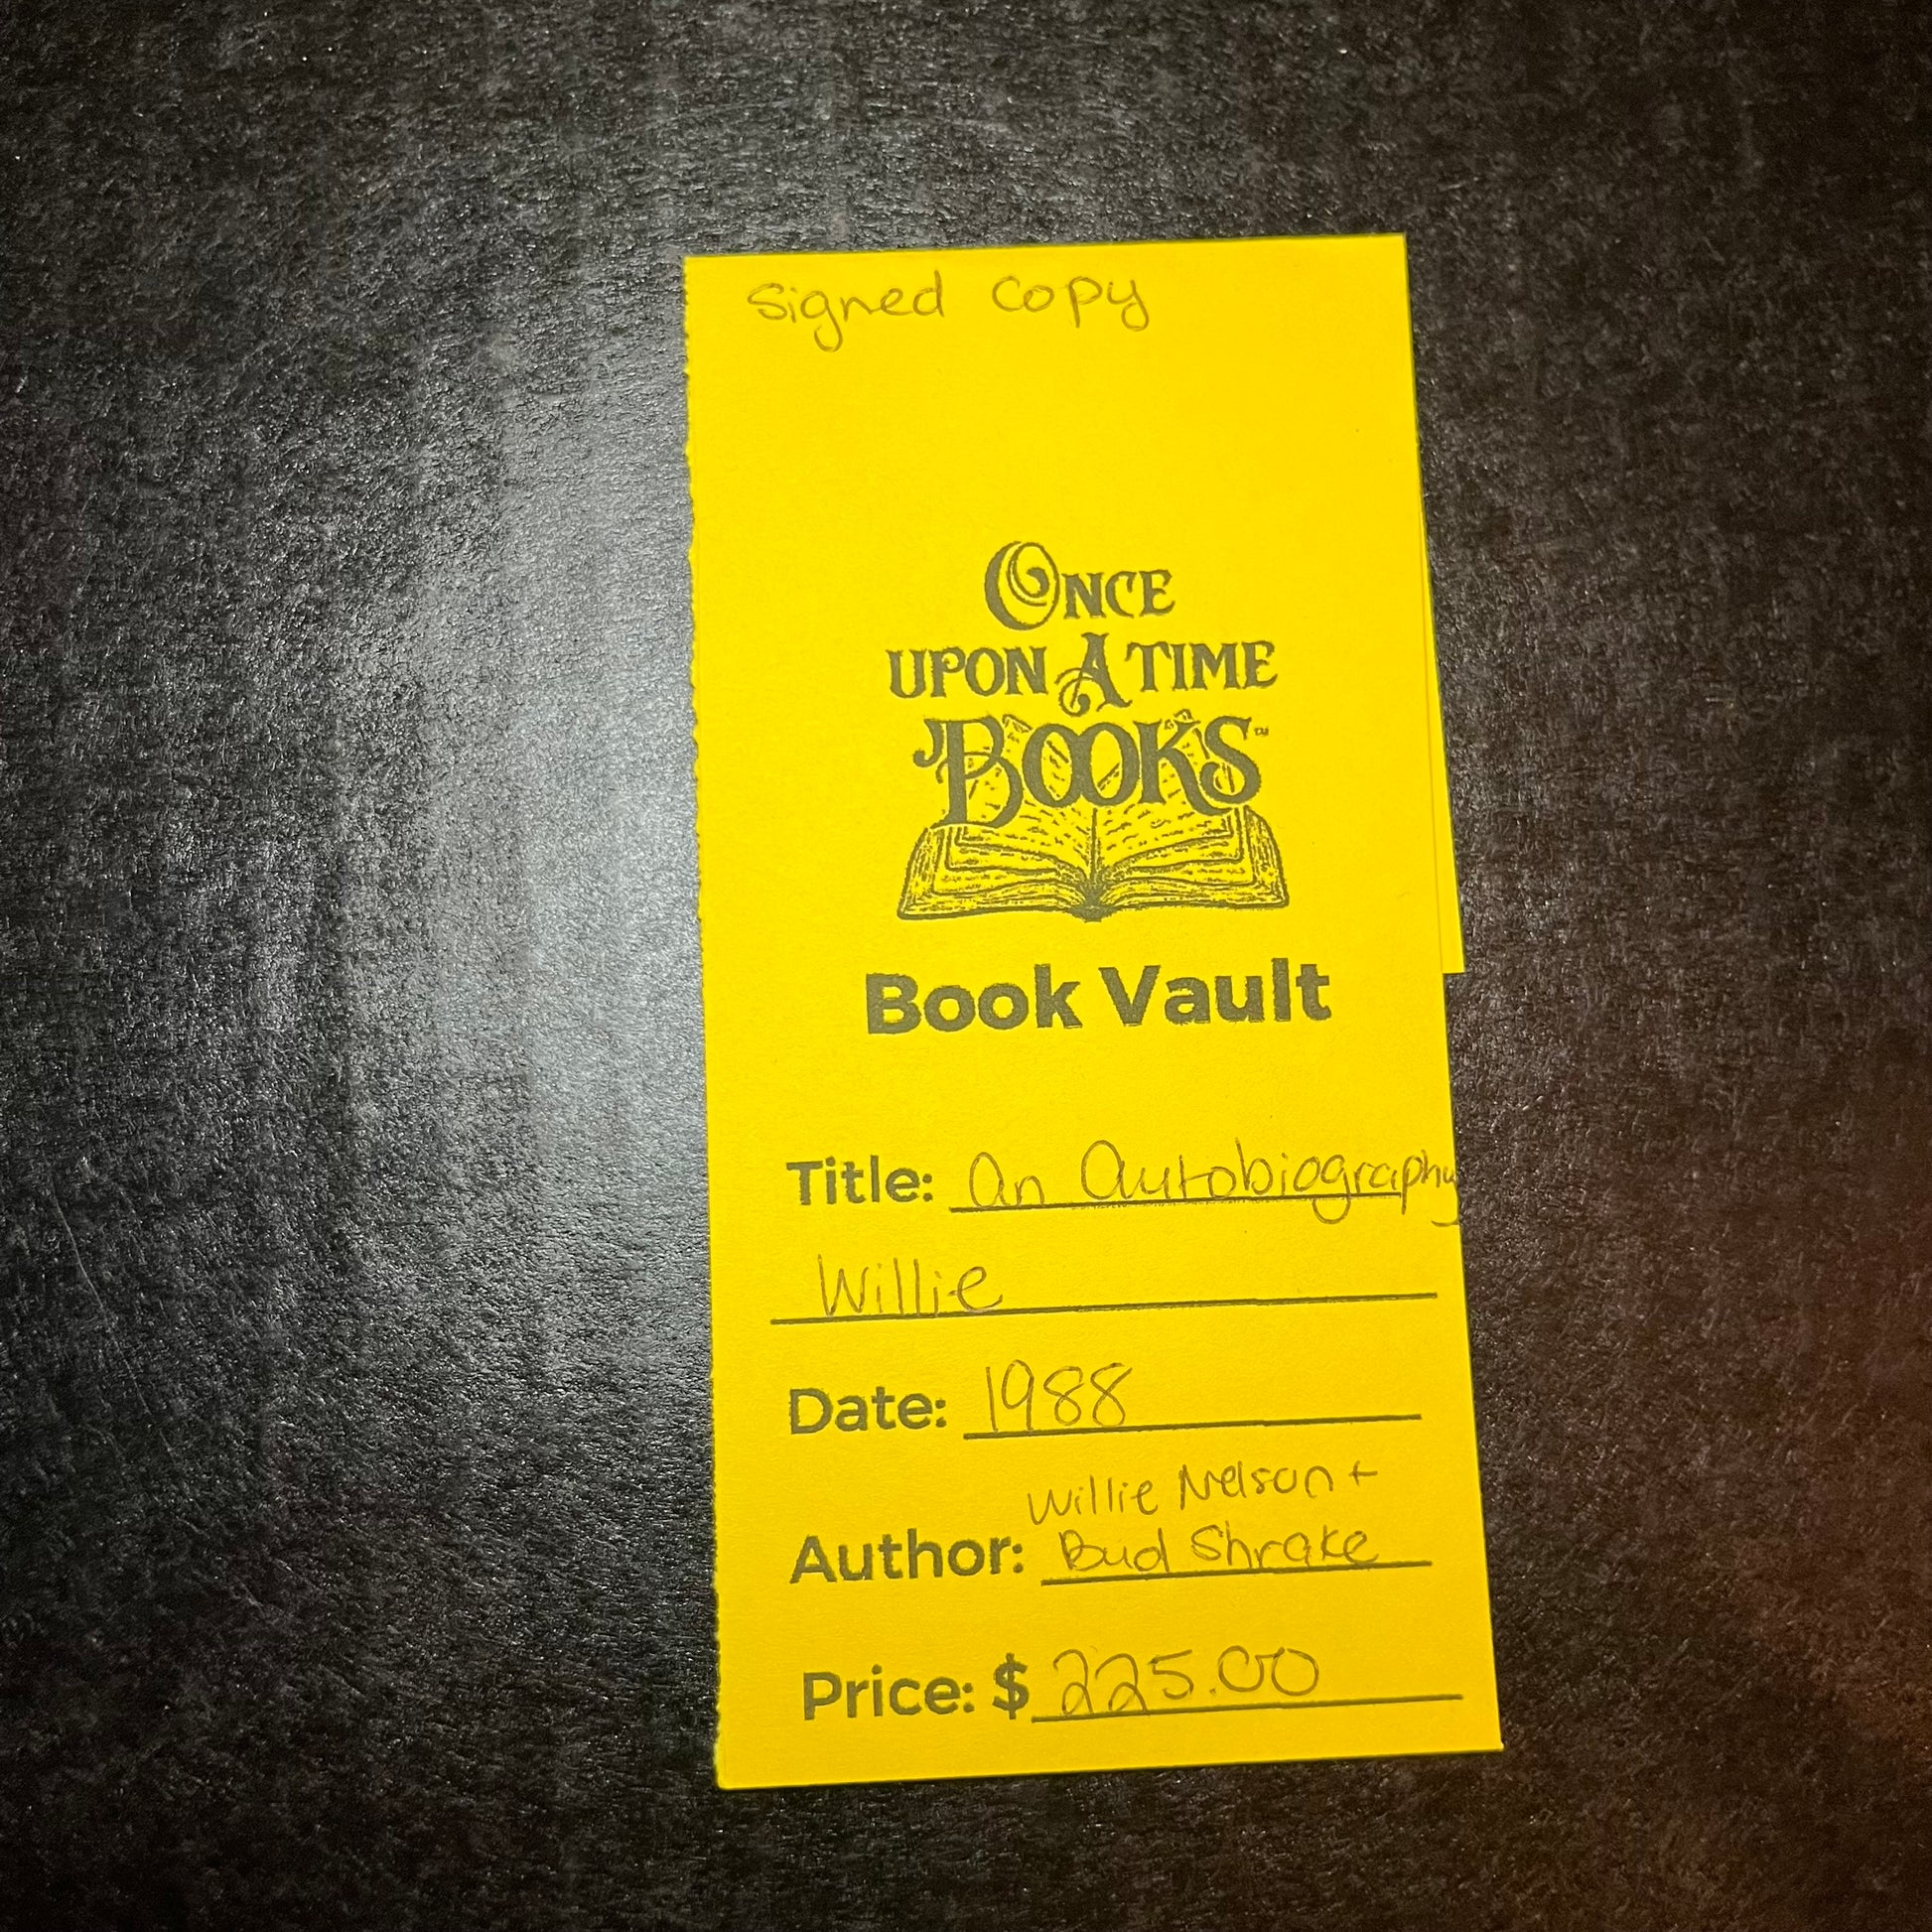 Signed Copy
ONCE
UPON A TIME
BOOKS™
Book Vault
Title: An Autobiography
Willie
Date: 1988
Willie Nelson +
Author: Bud Shrake
Price: $ 225.00